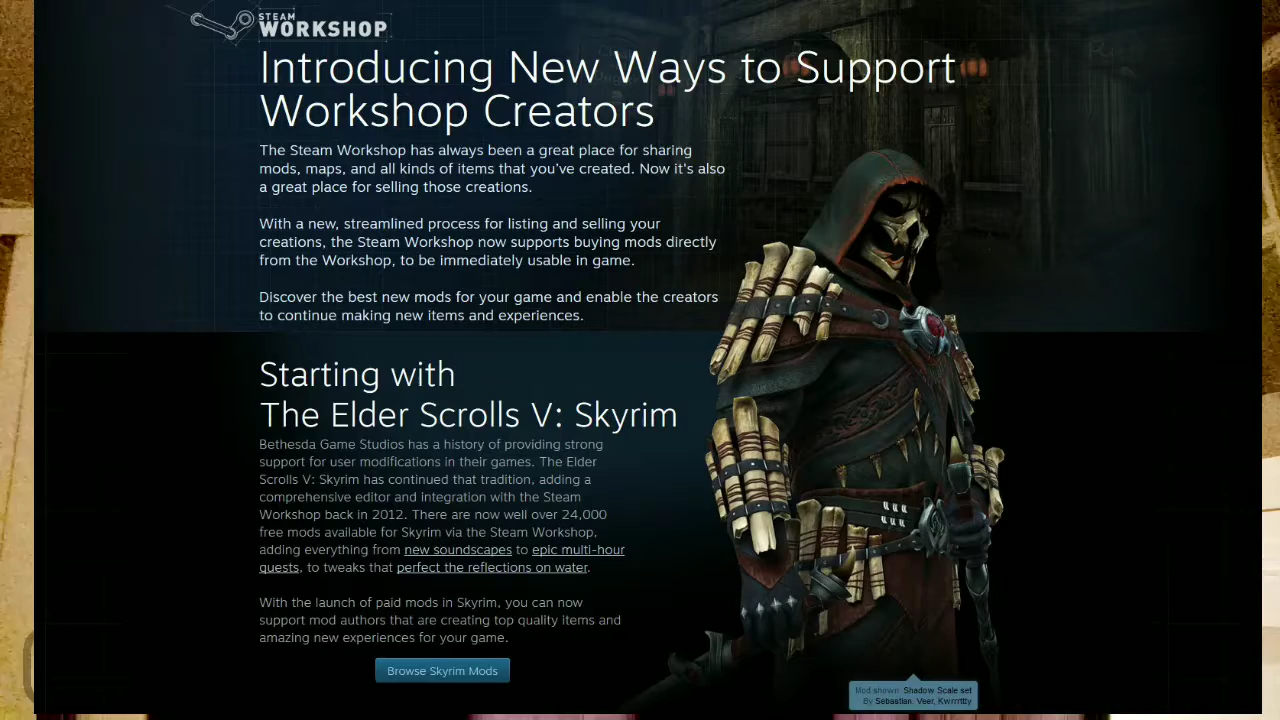 STEAM
WORKSHOP
Introducing New Ways to Support
Workshop Creators
The Steam Workshop has always been a great place for sharing
mods, maps, and all kinds of items that you've created. Now it's also
a great place for selling those creations.
With a new, streamlined process for listing and selling your
creations, the Steam Workshop now supports buying mods directly
from the Workshop, to be immediately usable in game.
Discover the best new mods for your game and enable the creators
to continue making new items and experiences.
Starting with
The Elder Scrolls V: Skyrim
Bethesda Game Studios has a history of providing strong
support for user modifications in their games. The Elder
Scrolls V: Skyrim has continued that tradition, adding a
comprehensive editor and integration with the Steam
Workshop back in 2012. There are now well over 24,000
free mods available for Skyrim via the Steam Workshop,
adding everything from new soundscapes to epic multi-hour
quests, to tweaks that perfect the reflections on water.
With the launch of paid mods in Skyrim, you can now
support mod authors that are creating top quality items and
amazing new experiences for your game.
Browse Skyrim Mods
Mod shown: Shadow Scale set
By Sebastian, Veer,